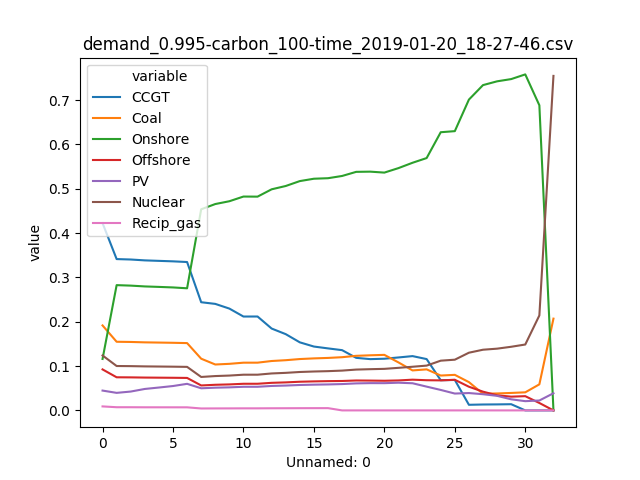 demand_0.995-carbon_100-time_2019-01-20_18-27-46.csv
variable
CCGT
Coal
Onshore
Offshore
PV
Nuclear
Recip_gas
value
0.7
0.6
0.5
0.4
0.3
0.2
0.1
0.0
0 5 10 15 20 25 30
Unnamed: 0